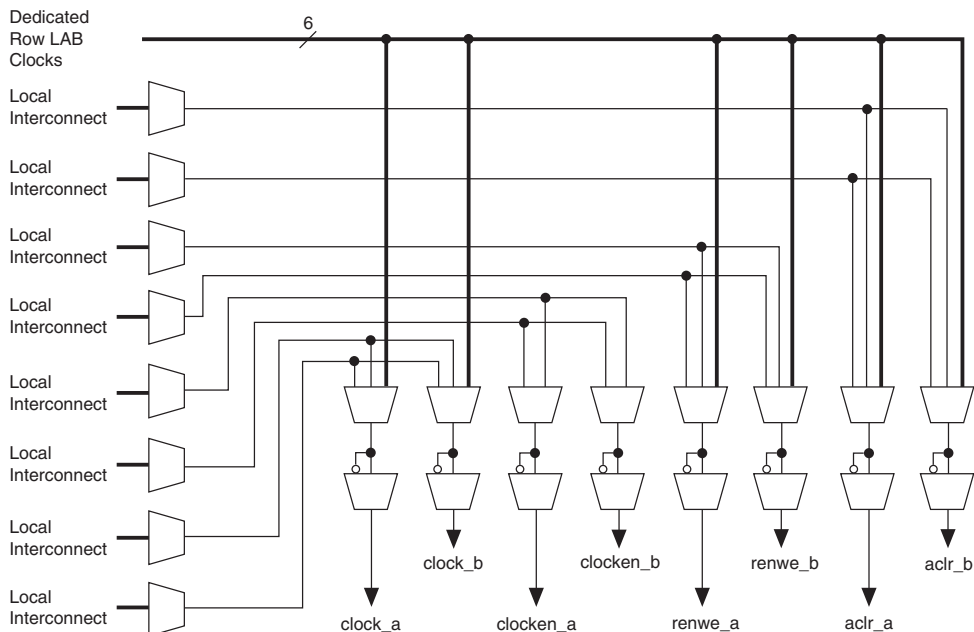 Dedicated
Row LAB
Clocks
6
Local
Interconnect
Local
Interconnect
Local
Interconnect
Local
Interconnect
Local
Interconnect
Local
Interconnect
Local
Interconnect
Local
Interconnect
clock_b
clocken_b
renwe_b
aclr_b
clock_a
clocken_a
renwe_a
aclr_a